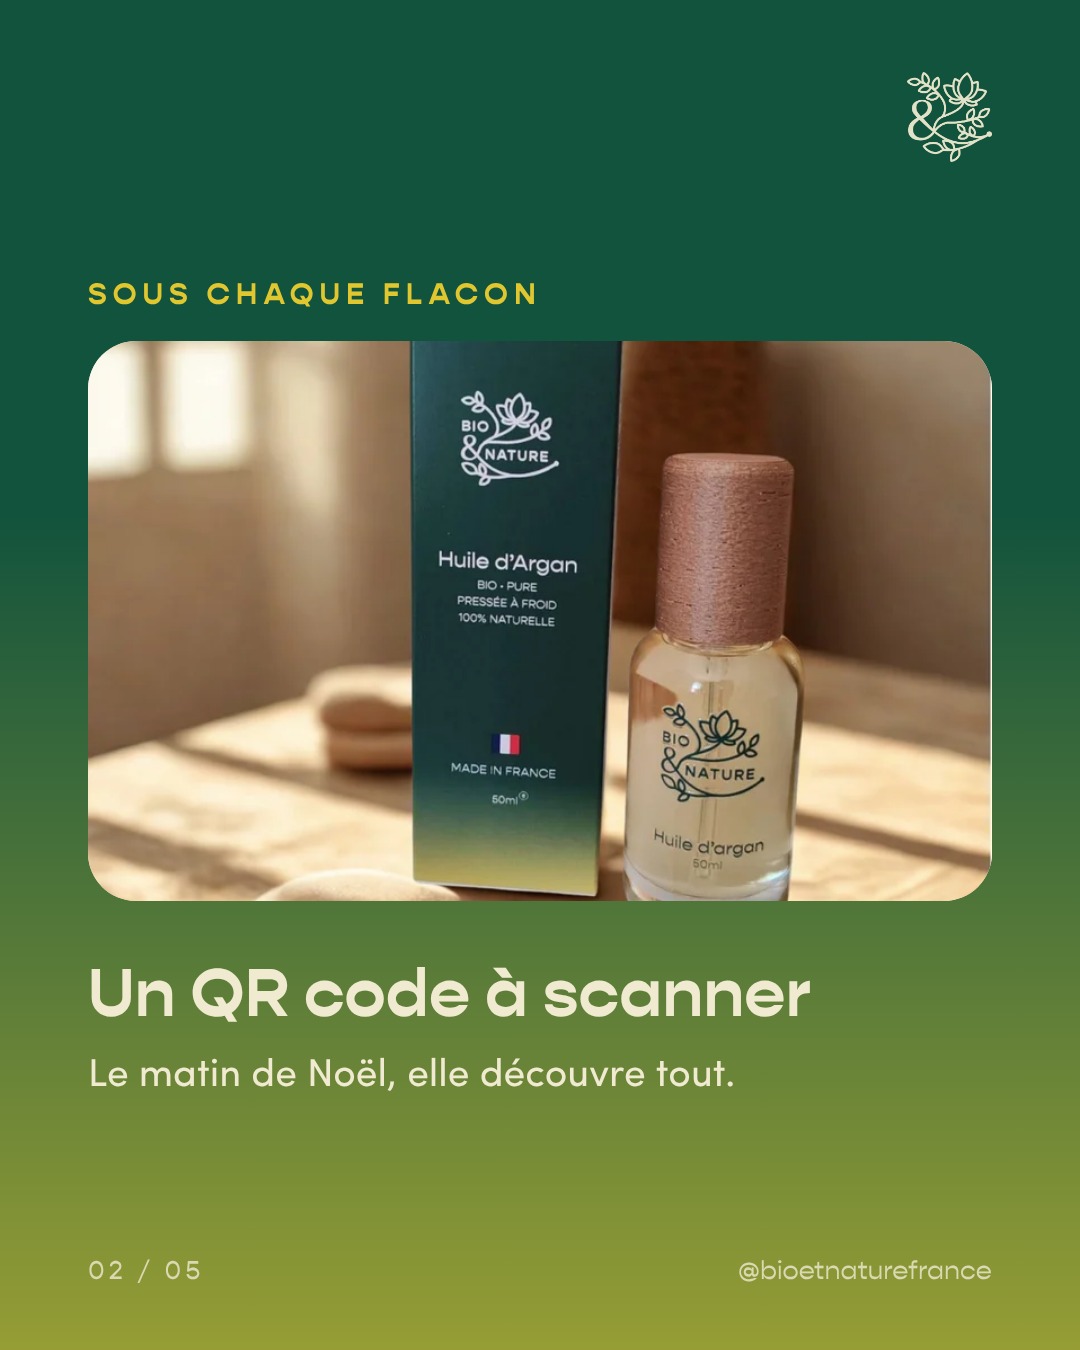 &
SOUS CHAQUE FLACON
BIO
& NATURE
Huile d'Argan
BIO - PURE
PRESSÉE À FROID
100% NATURELLE
MADE IN FRANCE
50ml e
BIO
& NATURE
Huile d'argan
50ml
Un QR code à scanner
Le matin de Noël, elle découvre tout.
02 / 05
@bioetnaturefrance